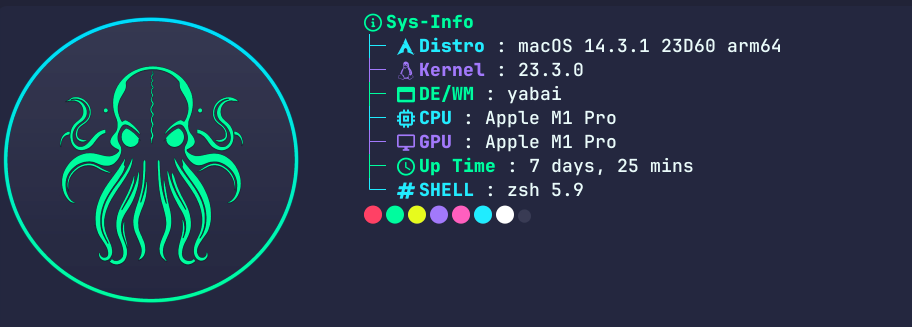 Sys-Info
Distro : macOS 14.3.1 23D60 arm64
Kernel : 23.3.0
DE/WM : yabai
CPU : Apple M1 Pro
GPU : Apple M1 Pro
Up Time : 7 days, 25 mins
SHELL : zsh 5.9